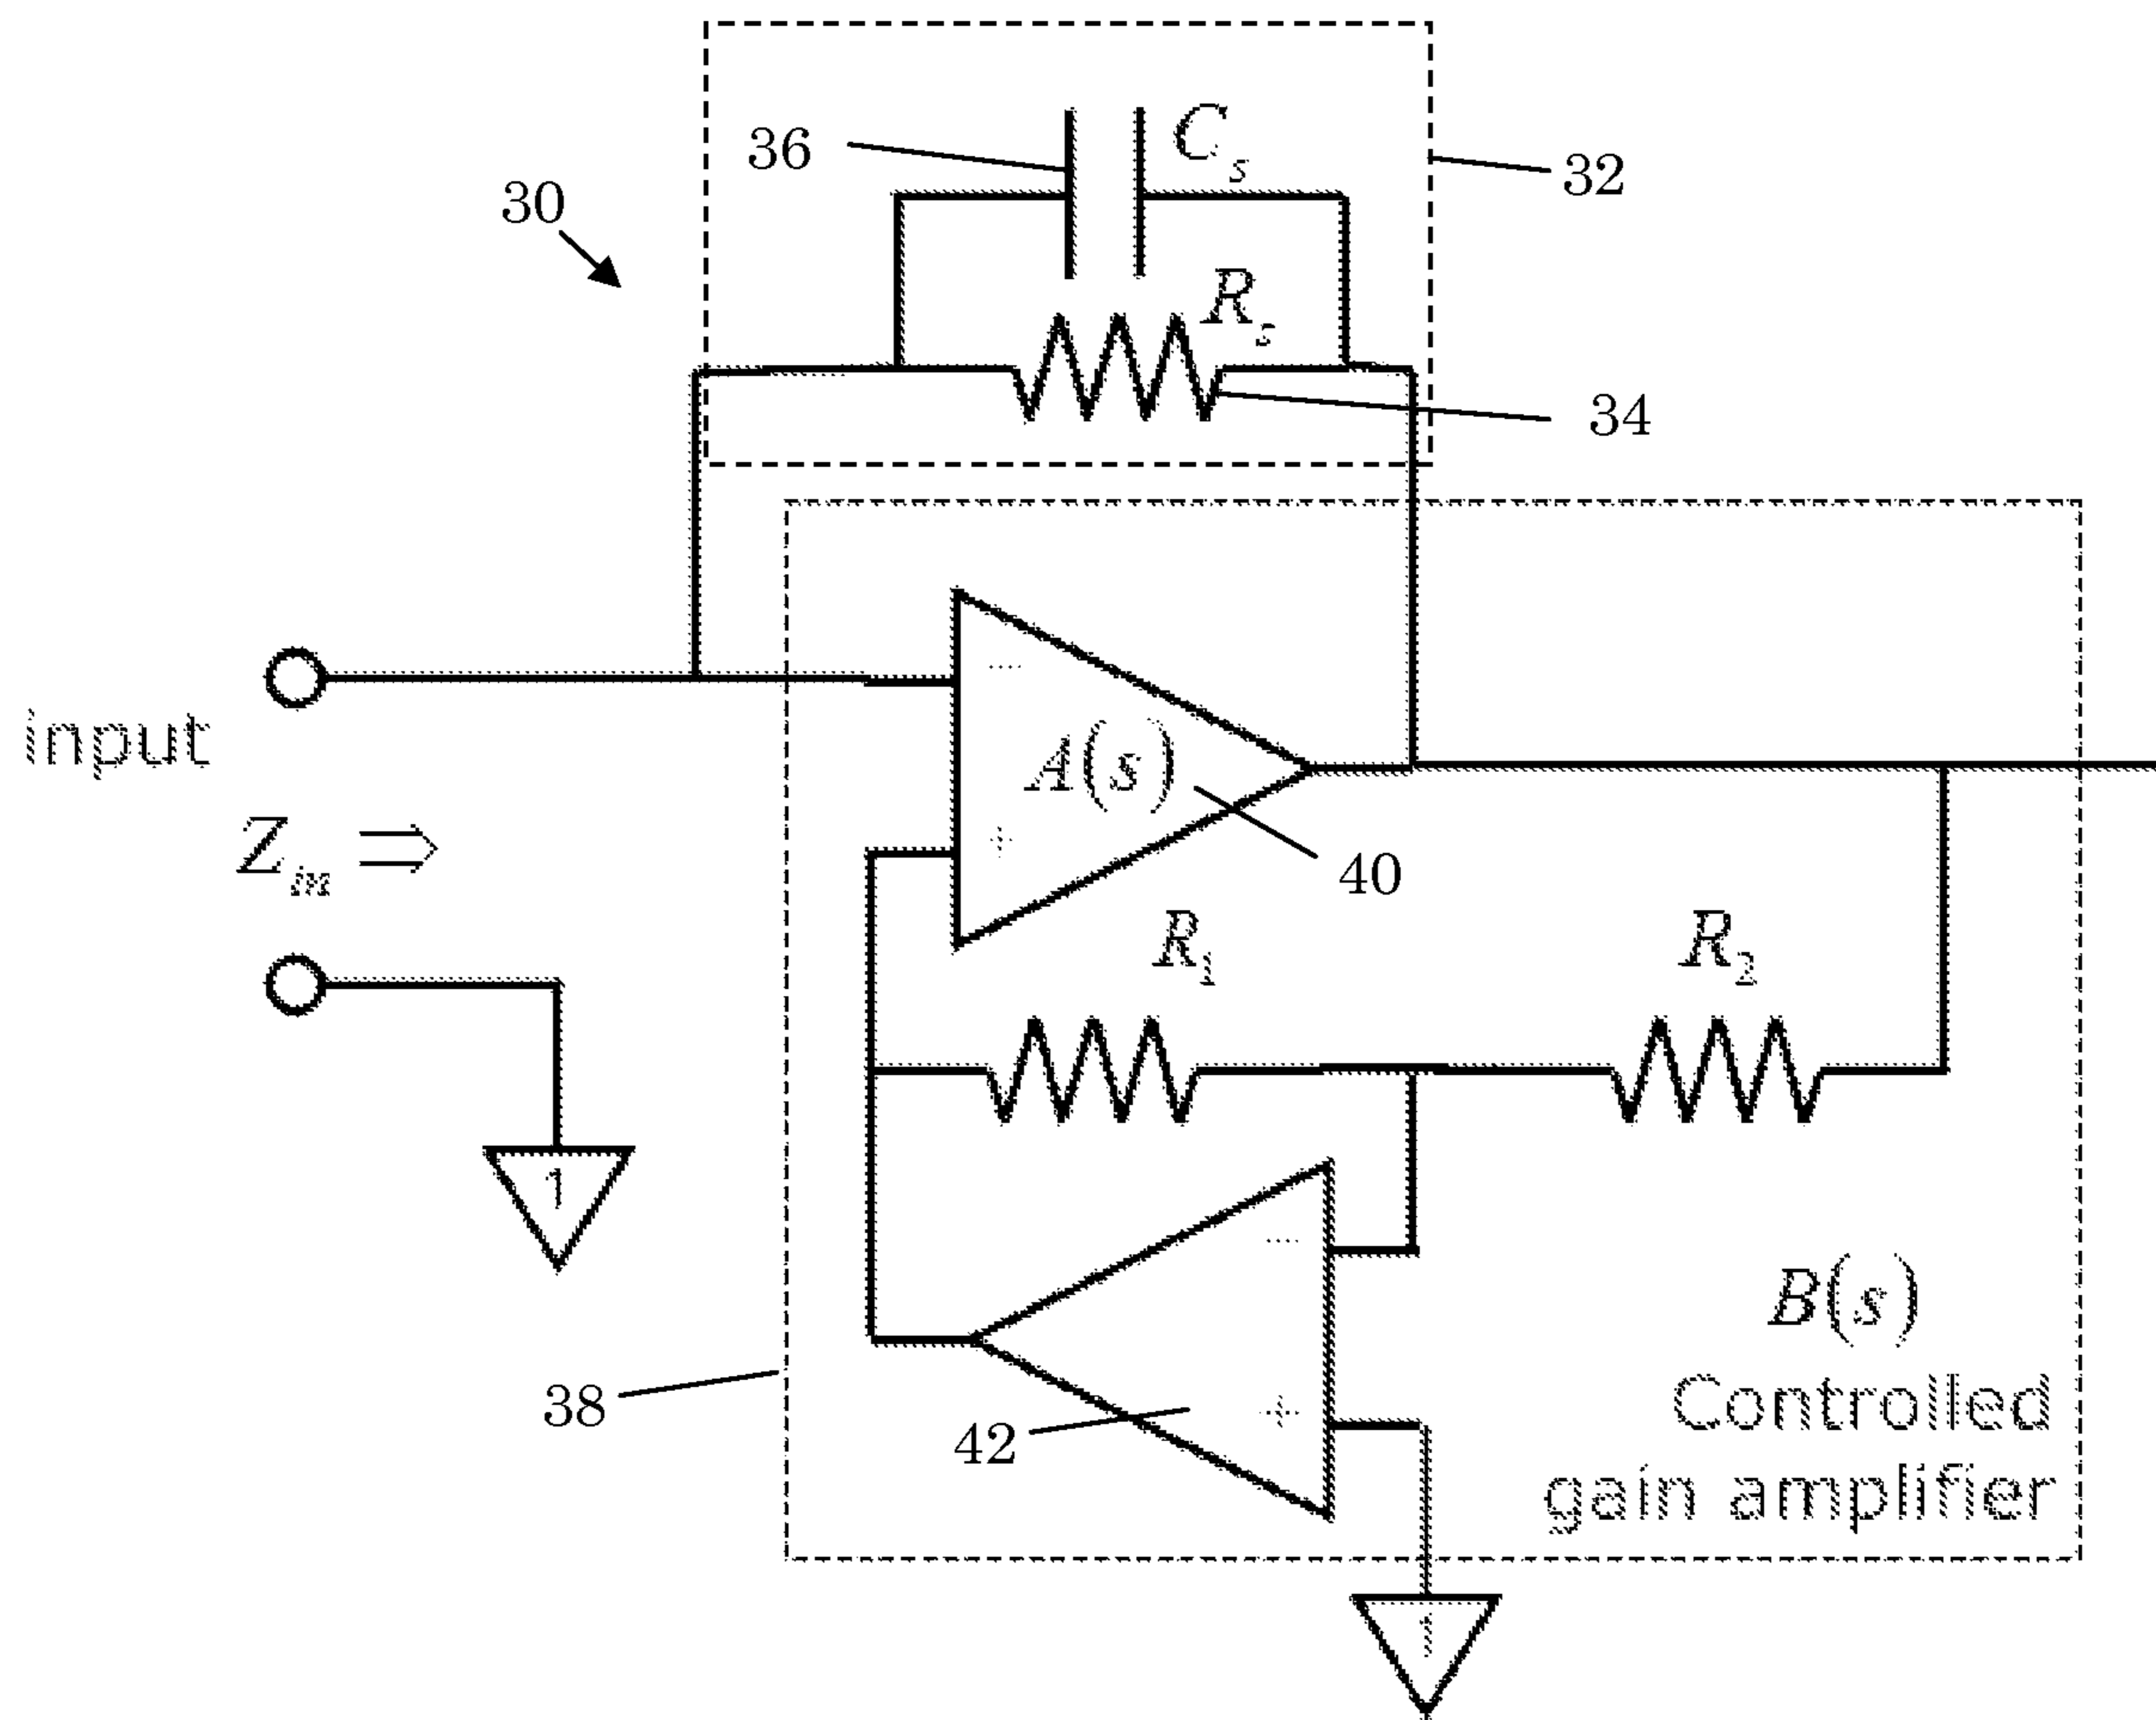 36
C_s
32
30
R_s
34
−
input
A(s)
Z_in ⇒
+
40
R_1
R_2
1
−
B(s)
38
Controlled
+
42
gain amplifier
1